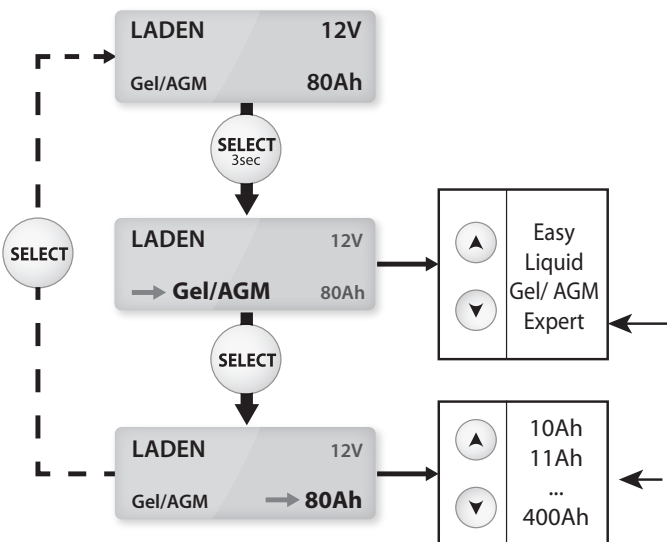 LADEN 12V
Gel/AGM 80Ah
SELECT
3sec
LADEN 12V
Gel/AGM 80Ah
Easy
Liquid
Gel/ AGM
Expert
SELECT
SELECT
LADEN 12V
Gel/AGM 80Ah
10Ah
11Ah
...
400Ah